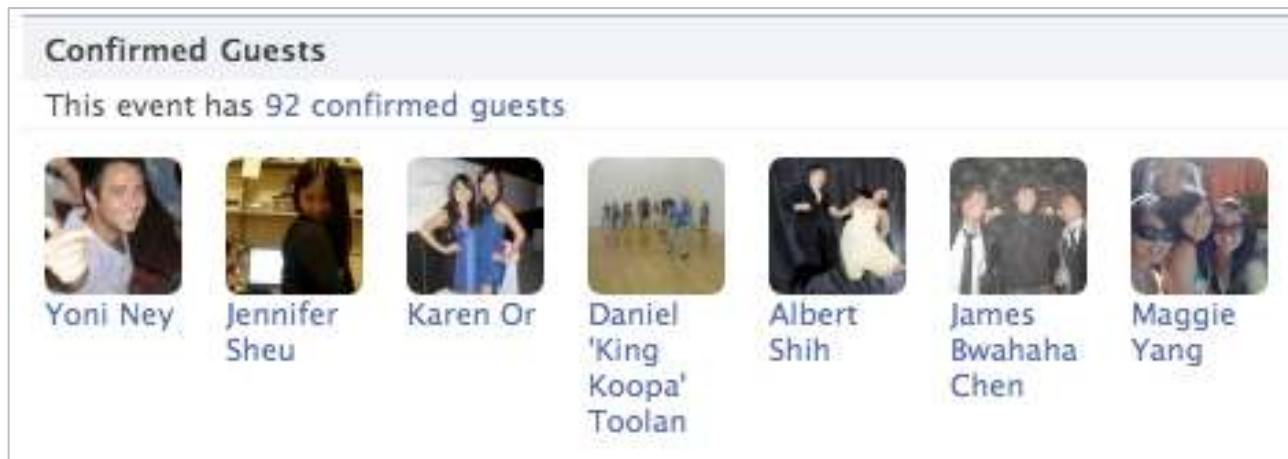 Confirmed Guests
This event has 92 confirmed guests
Yoni Ney
Jennifer
Sheu
Karen Or
Daniel
'King
Koopa'
Toolan
Albert
Shih
James
Bwahaha
Chen
Maggie
Yang